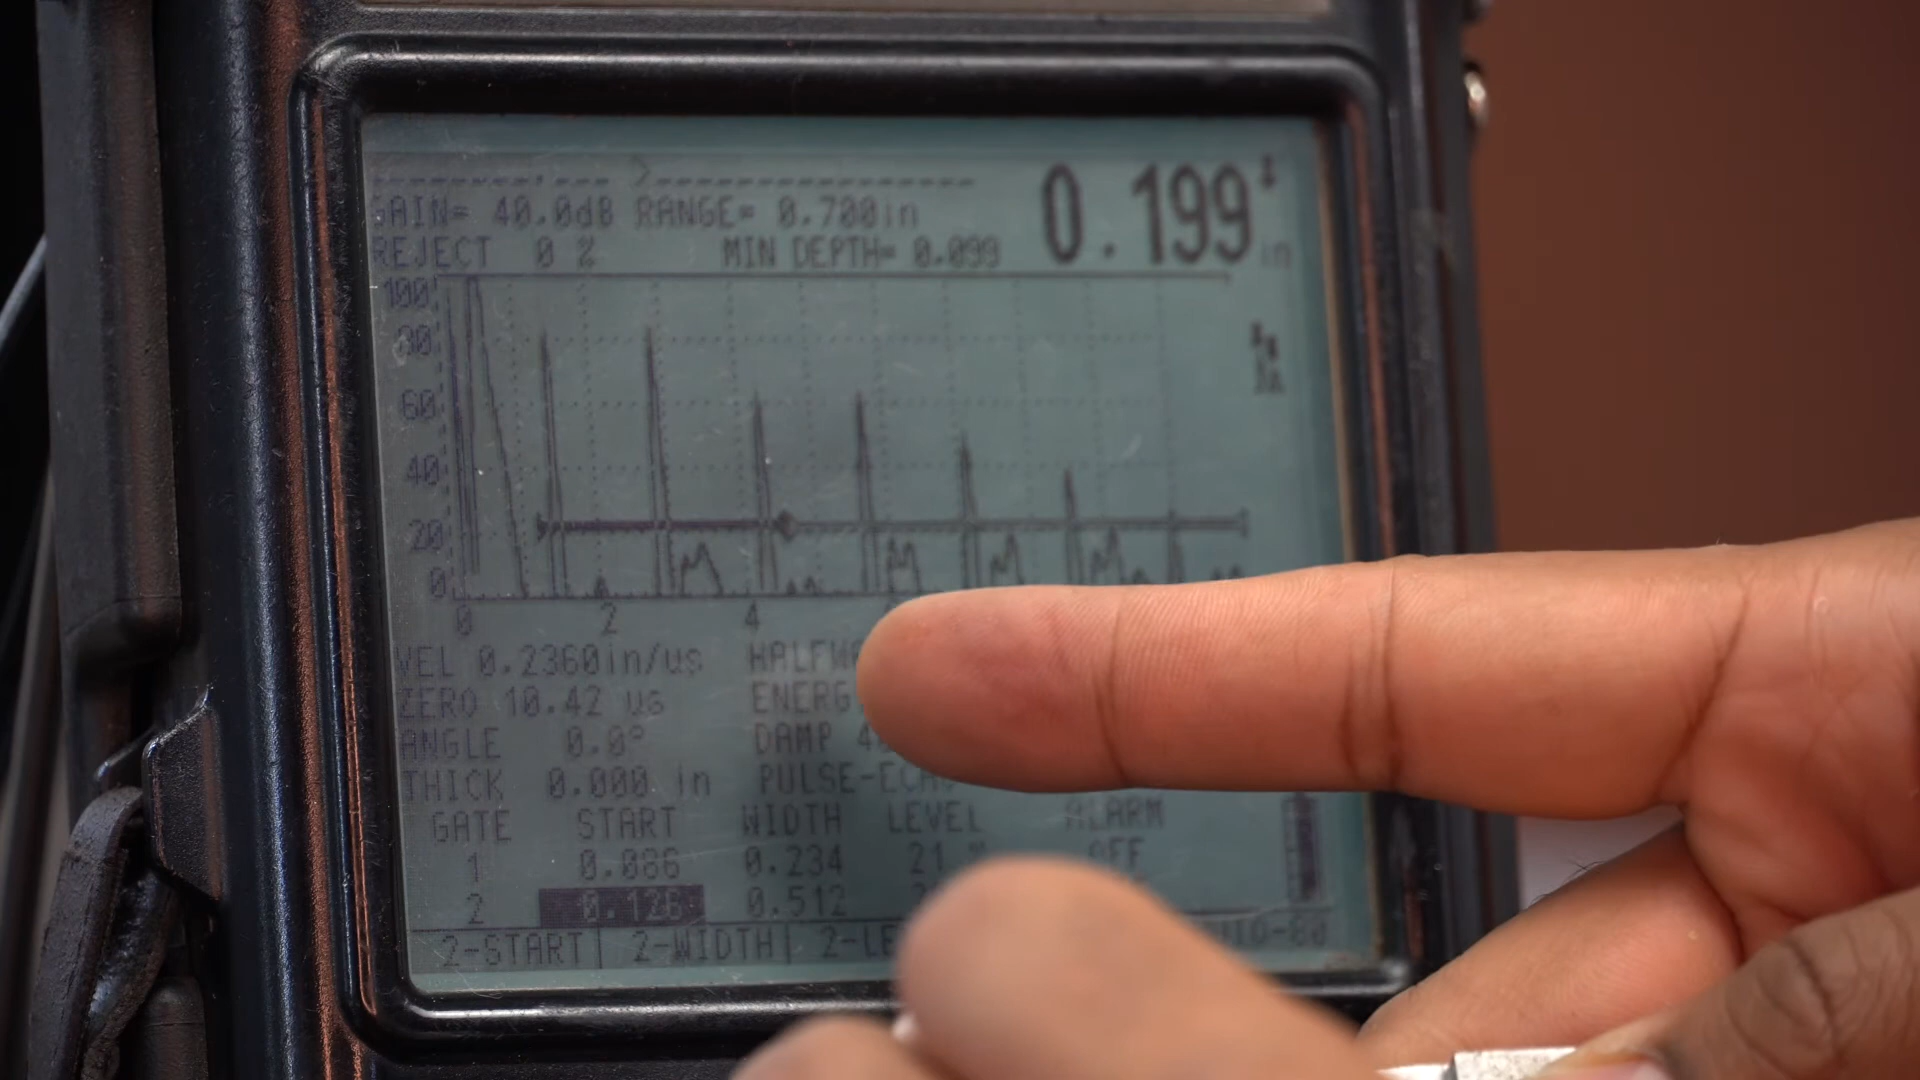 0.199 in
GAIN= 40.0dB RANGE= 0.700in
REJECT 0 % MIN DEPTH= 0.099
100
80
60
40
20
0
0 2 4
VEL 0.2360in/us
ZERO 10.42 us
ANGLE 0.0° DAMP
THICK 0.000 in
GATE START WIDTH LEVEL ALARM
1 0.086 0.234 21 % OFF
2 0.126 0.512
2-START 2-WIDTH